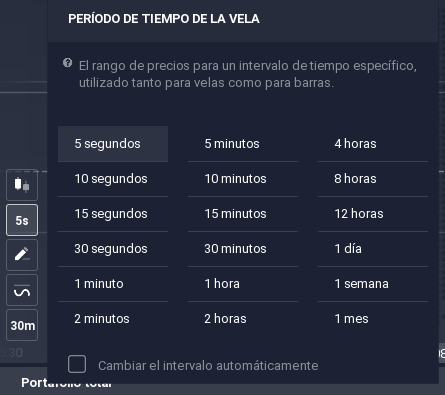 PERÍODO DE TIEMPO DE LA VELA
El rango de precios para un intervalo de tiempo específico,
utilizado tanto para velas como para barras.
5 segundos 5 minutos 4 horas
10 segundos 10 minutos 8 horas
5s
15 segundos 15 minutos 12 horas
30 segundos 30 minutos 1 día
1 minuto 1 hora 1 semana
2 minutos 2 horas 1 mes
30m
Cambiar el intervalo automáticamente
Portafolio total